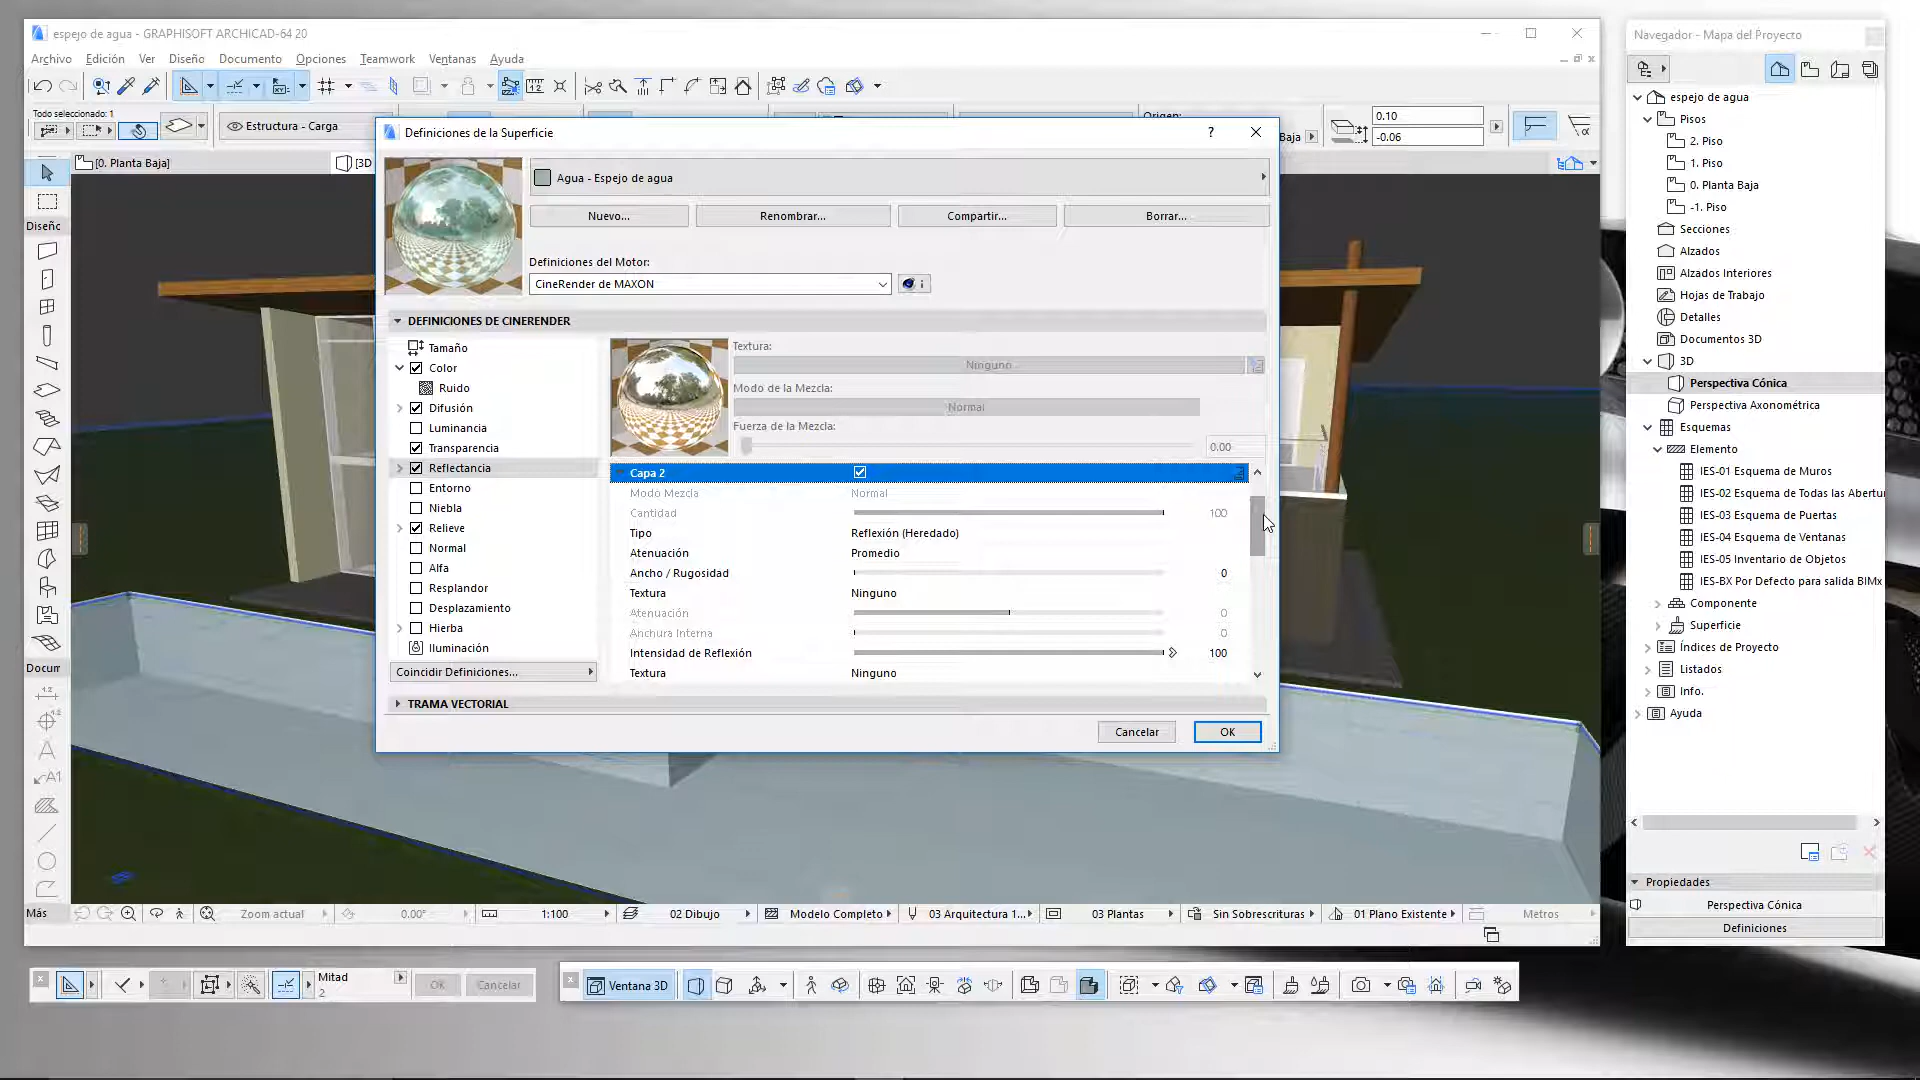 espejo de agua - GRAPHISOFT ARCHICAD-64 20
Archivo Edición Ver Diseño Documento Opciones Teamwork Ventanas Ayuda
Todo seleccionado: 1
Estructura - Carga
Origen:
Baja
0.10
-0.06
[0. Planta Baja]
[3D
Diseño
Docum
Más
Definiciones de la Superficie
?
Agua - Espejo de agua
Nuevo... Renombrar... Compartir... Borrar...
Definiciones del Motor:
CineRender de MAXON
i
DEFINICIONES DE CINERENDER
Tamaño
Color
Ruido
Difusión
Luminancia
Transparencia
Reflectancia
Entorno
Niebla
Relieve
Normal
Alfa
Resplandor
Desplazamiento
Hierba
Iluminación
Coincidir Definiciones...
Textura:
Ninguno
Modo de la Mezcla:
Normal
Fuerza de la Mezcla:
0.00
Capa 2
Modo Mezcla Normal
Cantidad 100
Tipo Reflexión (Heredado)
Atenuación Promedio
Ancho / Rugosidad 0
Textura Ninguno
Atenuación 0
Anchura Interna 0
Intensidad de Reflexión 100
Textura Ninguno
TRAMA VECTORIAL
Cancelar OK
Zoom actual 0.00° 1:100 02 Dibujo Modelo Completo 03 Arquitectura 1... 03 Plantas Sin Sobrescrituras 01 Plano Existente Metros
Mitad
2
OK Cancelar
Ventana 3D
Navegador - Mapa del Proyecto
espejo de agua
Pisos
2. Piso
1. Piso
0. Planta Baja
-1. Piso
Secciones
Alzados
Alzados Interiores
Hojas de Trabajo
Detalles
Documentos 3D
3D
Perspectiva Cónica
Perspectiva Axonométrica
Esquemas
Elemento
IES-01 Esquema de Muros
IES-02 Esquema de Todas las Abertu
IES-03 Esquema de Puertas
IES-04 Esquema de Ventanas
IES-05 Inventario de Objetos
IES-BX Por Defecto para salida BIMx
Componente
Superficie
Índices de Proyecto
Listados
Info.
Ayuda
Propiedades
Perspectiva Cónica
Definiciones